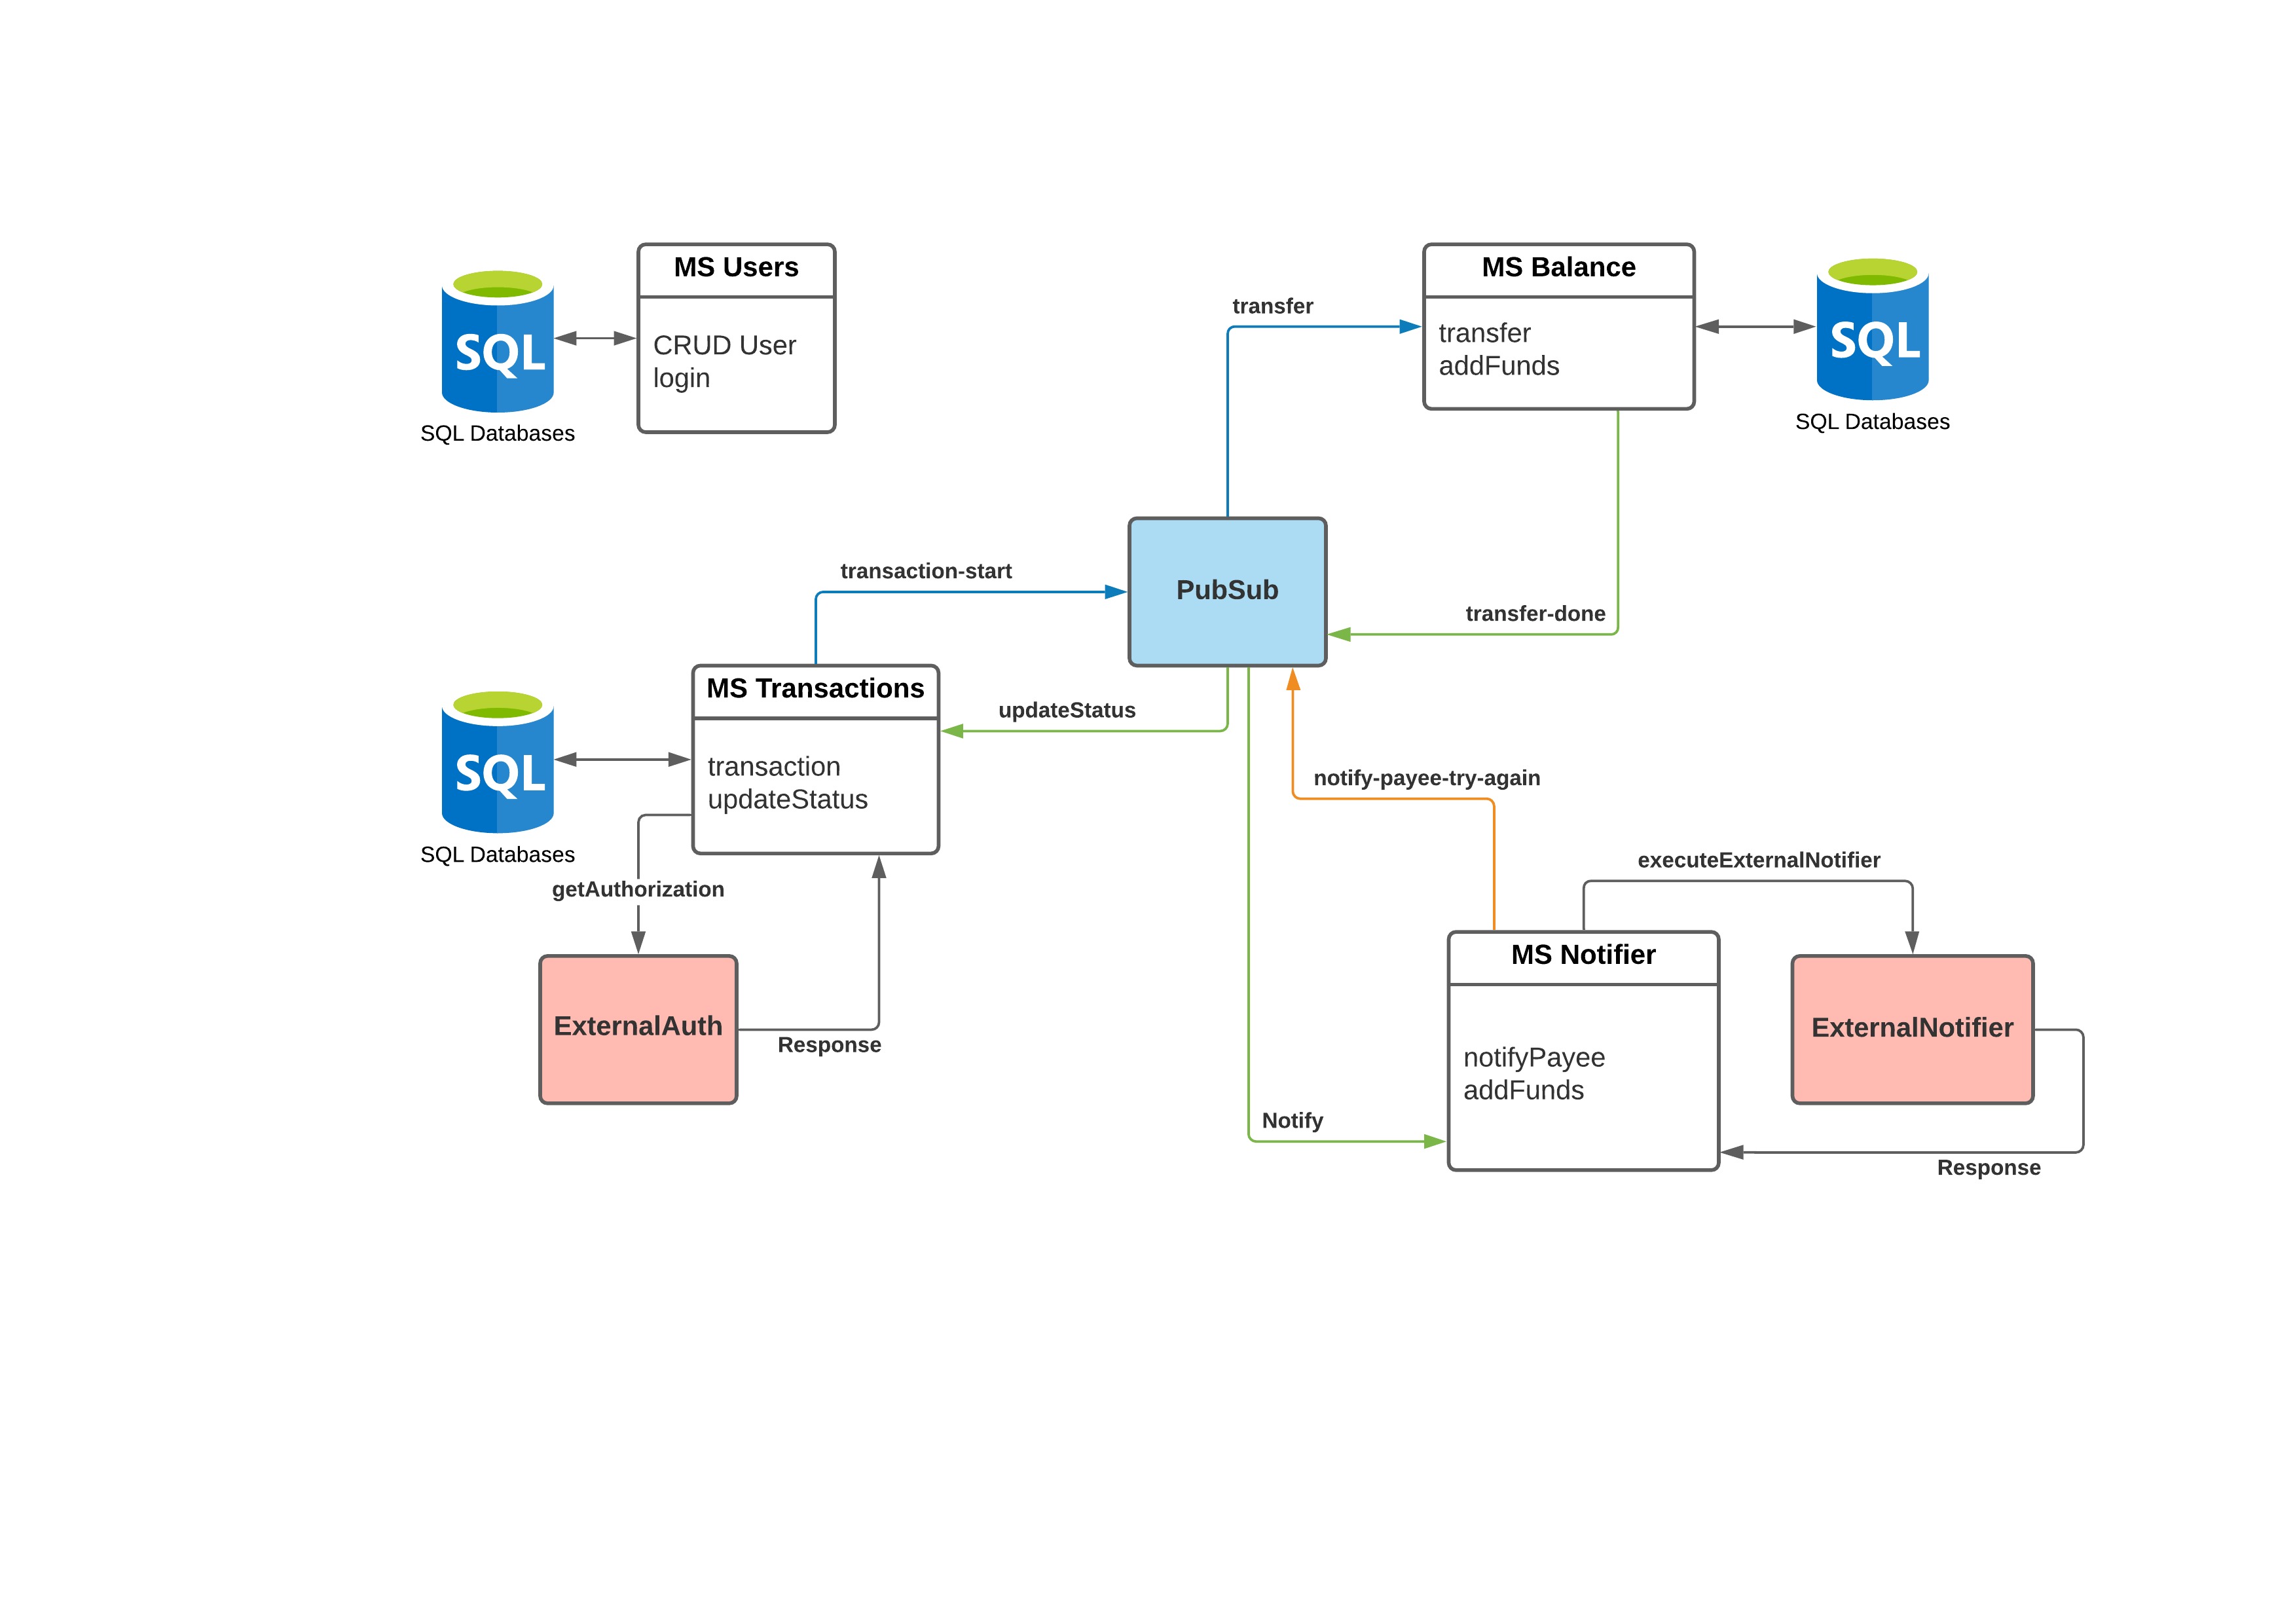 MS Users
CRUD User
login
SQL
SQL Databases
MS Balance
transfer
addFunds
SQL
SQL Databases
transfer
PubSub
transaction-start
transfer-done
updateStatus
MS Transactions
transaction
updateStatus
SQL
SQL Databases
getAuthorization
ExternalAuth
Response
notify-payee-try-again
executeExternalNotifier
MS Notifier
notifyPayee
addFunds
ExternalNotifier
Notify
Response